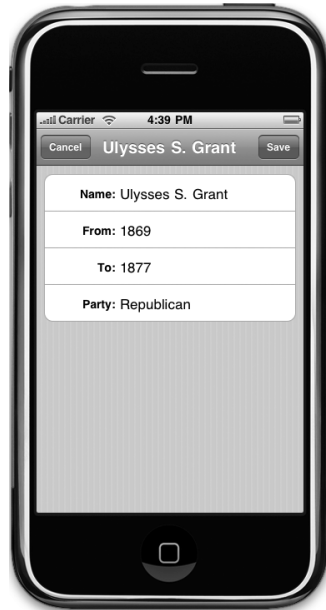 Carrier 4:39 PM
Cancel Ulysses S. Grant Save
Name: Ulysses S. Grant
From: 1869
To: 1877
Party: Republican